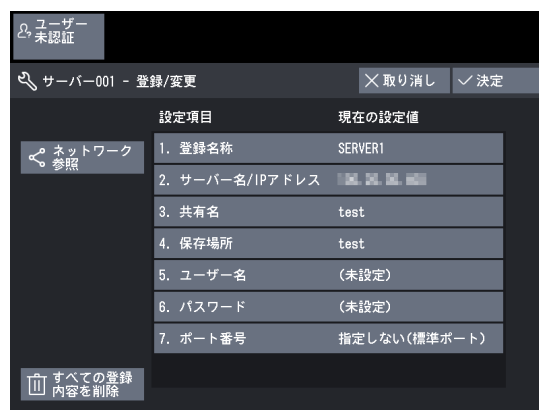 ユーザー
未認証
サーバー001 - 登録/変更
取り消し
決定
設定項目 現在の設定値
ネットワーク
参照
1. 登録名称 SERVER1
2. サーバー名/IPアドレス
3. 共有名 test
4. 保存場所 test
5. ユーザー名 (未設定)
6. パスワード (未設定)
7. ポート番号 指定しない(標準ポート)
すべての登録
内容を削除